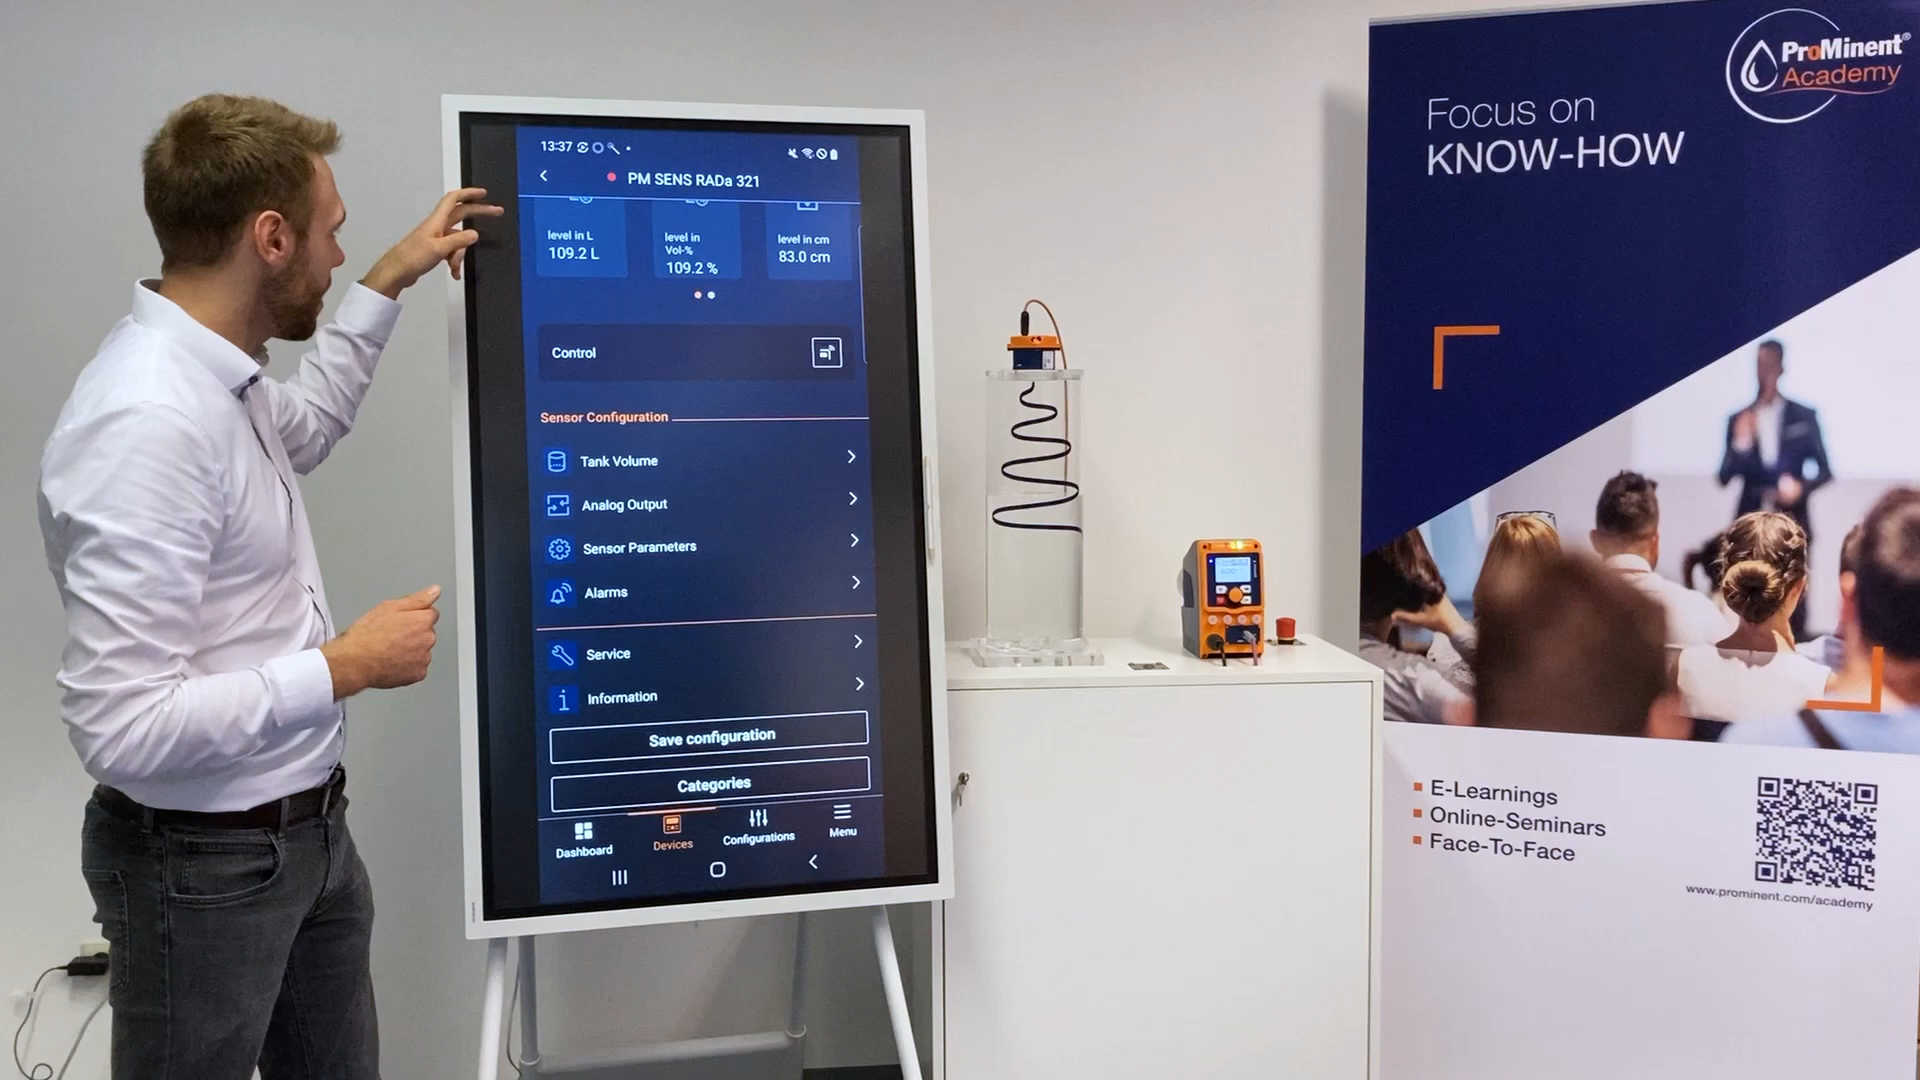 13:37
PM SENS RADa 321
level in L
109.2 L
level in
Vol-%
109.2 %
level in cm
83.0 cm
Control
Sensor Configuration
Tank Volume
Analog Output
Sensor Parameters
Alarms
Service
Information
Save configuration
Categories
Dashboard
Devices
Configurations
Menu
ProMinent®
Academy
Focus on
KNOW-HOW
E-Learnings
Online-Seminars
Face-To-Face
www.prominent.com/academy